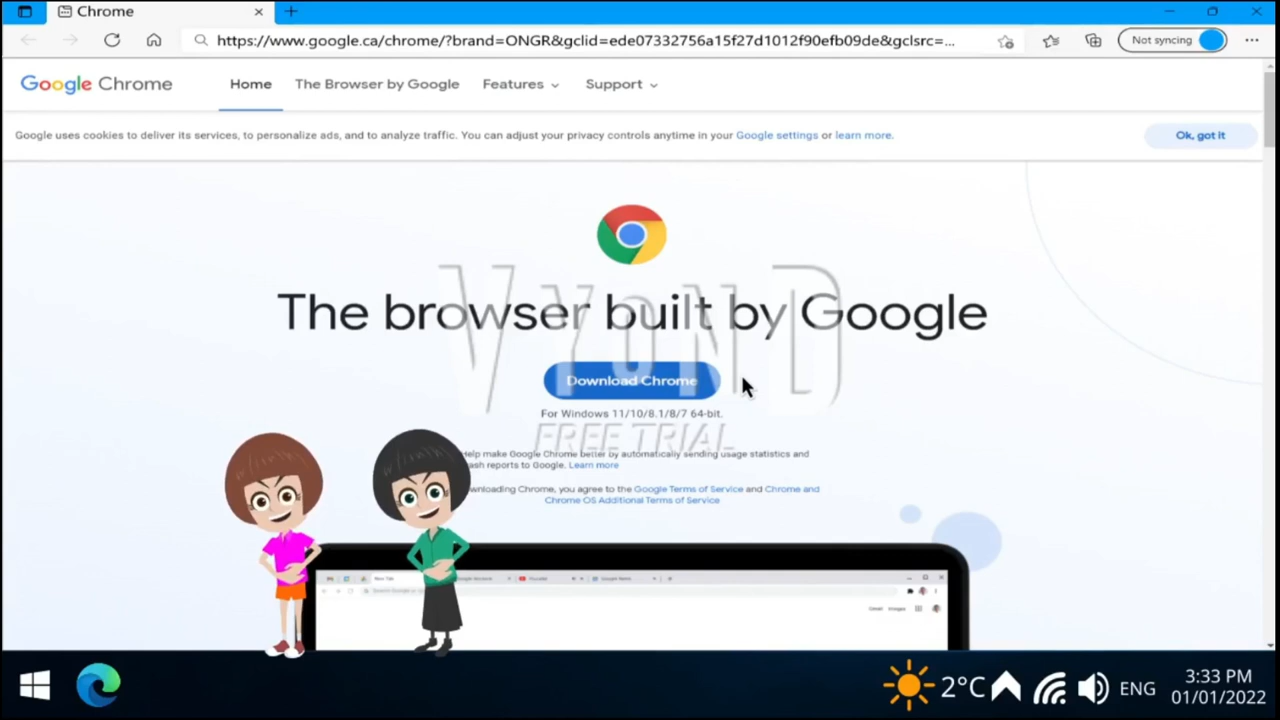 Chrome
https://www.google.ca/chrome/?brand=ONGR&gclid=ede07332756a15f27d1012f90efb09de&gclsrc=...
Not syncing
Google Chrome
Home
The Browser by Google
Features
Support
Google uses cookies to deliver its services, to personalize ads, and to analyze traffic. You can adjust your privacy controls anytime in your Google settings or learn more.
Ok, got it
The browser built by Google
VYOND
Download Chrome
For Windows 11/10/8.1/8/7 64-bit.
FREE TRIAL
Help make Google Chrome better by automatically sending usage statistics and
ash reports to Google. Learn more
wnloading Chrome, you agree to the Google Terms of Service and Chrome and
Chrome OS Additional Terms of Service
New Tab
Gmail Images
2°C
ENG
3:33 PM
01/01/2022